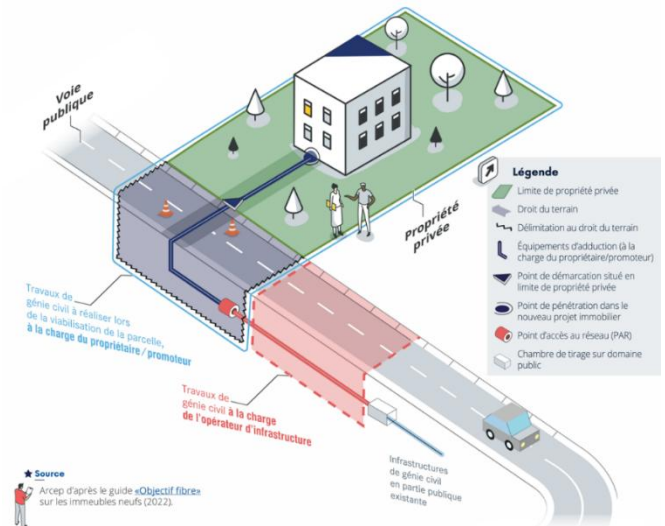 Voie
publique
Propriété
privée
Travaux de
génie civil à réaliser lors
de la viabilisation de la parcelle,
à la charge du propriétaire/promoteur
Travaux de
génie civil à la charge
de l'opérateur d'infrastructure
Infrastructures
de génie civil
en partie publique
existante
Légende
Limite de propriété privée
Droit du terrain
Délimitation au droit du terrain
Équipements d'adduction (à la
charge du propriétaire/promoteur)
Point de démarcation situé en
limite de propriété privée
Point de pénétration dans le
nouveau projet immobilier
Point d'accès au réseau (PAR)
Chambre de tirage sur domaine
public
Source
Arcep d'après le guide «Objectif fibre»
sur les immeubles neufs (2022).